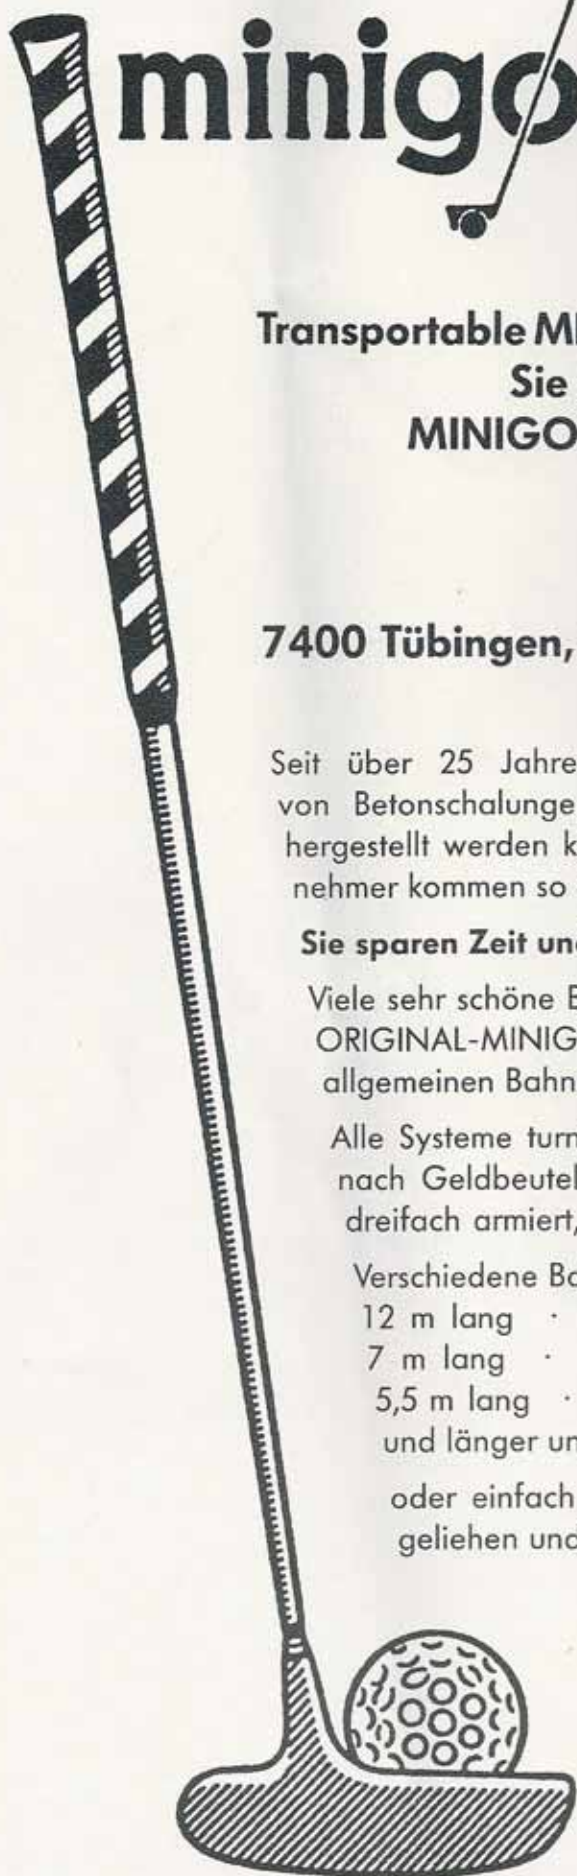 minigo
Transportable MI
Sie
MINIGO
7400 Tübingen,
Seit über 25 Jahre
von Betonschalunge
hergestellt werden k
nehmer kommen so
Sie sparen Zeit und
Viele sehr schöne B
ORIGINAL-MINIG
allgemeinen Bahn
Alle Systeme turn
nach Geldbeutel
dreifach armiert,
Verschiedene Ba
12 m lang ·
7 m lang ·
5,5 m lang ·
und länger un
oder einfach
geliehen und